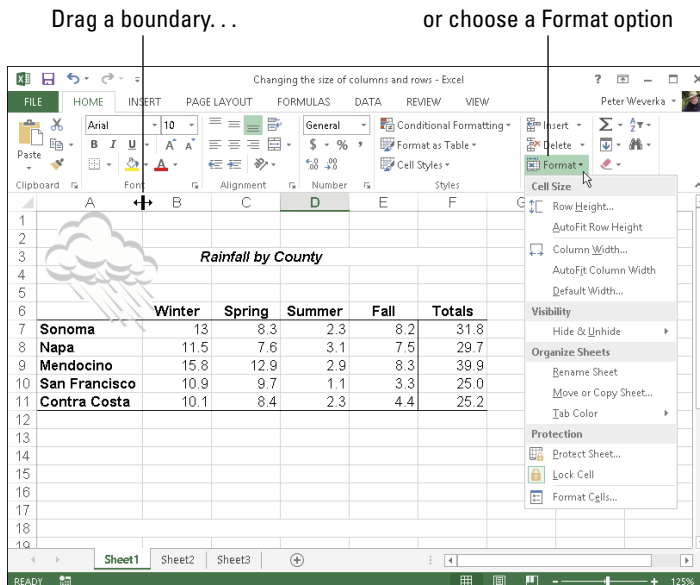 Drag a boundary. . .
or choose a Format option
Changing the size of columns and rows - Excel
FILE HOME INSERT PAGE LAYOUT FORMULAS DATA REVIEW VIEW Peter Weverka
Arial 10 General Conditional Formatting Insert
Paste B I U A A $ % , Format as Table Delete
A .00 .0 Cell Styles Format
Clipboard Font Alignment Number Styles
Cell Size
Row Height...
AutoFit Row Height
Column Width...
AutoFit Column Width
Default Width...
Visibility
Hide & Unhide
Organize Sheets
Rename Sheet
Move or Copy Sheet...
Tab Color
Protection
Protect Sheet...
Lock Cell
Format Cells...
A B C D E F G
1
2
3 Rainfall by County
4
5
6 Winter Spring Summer Fall Totals
7 Sonoma 13 8.3 2.3 8.2 31.8
8 Napa 11.5 7.6 3.1 7.5 29.7
9 Mendocino 15.8 12.9 2.9 8.3 39.9
10 San Francisco 10.9 9.7 1.1 3.3 25.0
11 Contra Costa 10.1 8.4 2.3 4.4 25.2
12
13
14
15
16
17
18
19
Sheet1 Sheet2 Sheet3
READY 125%